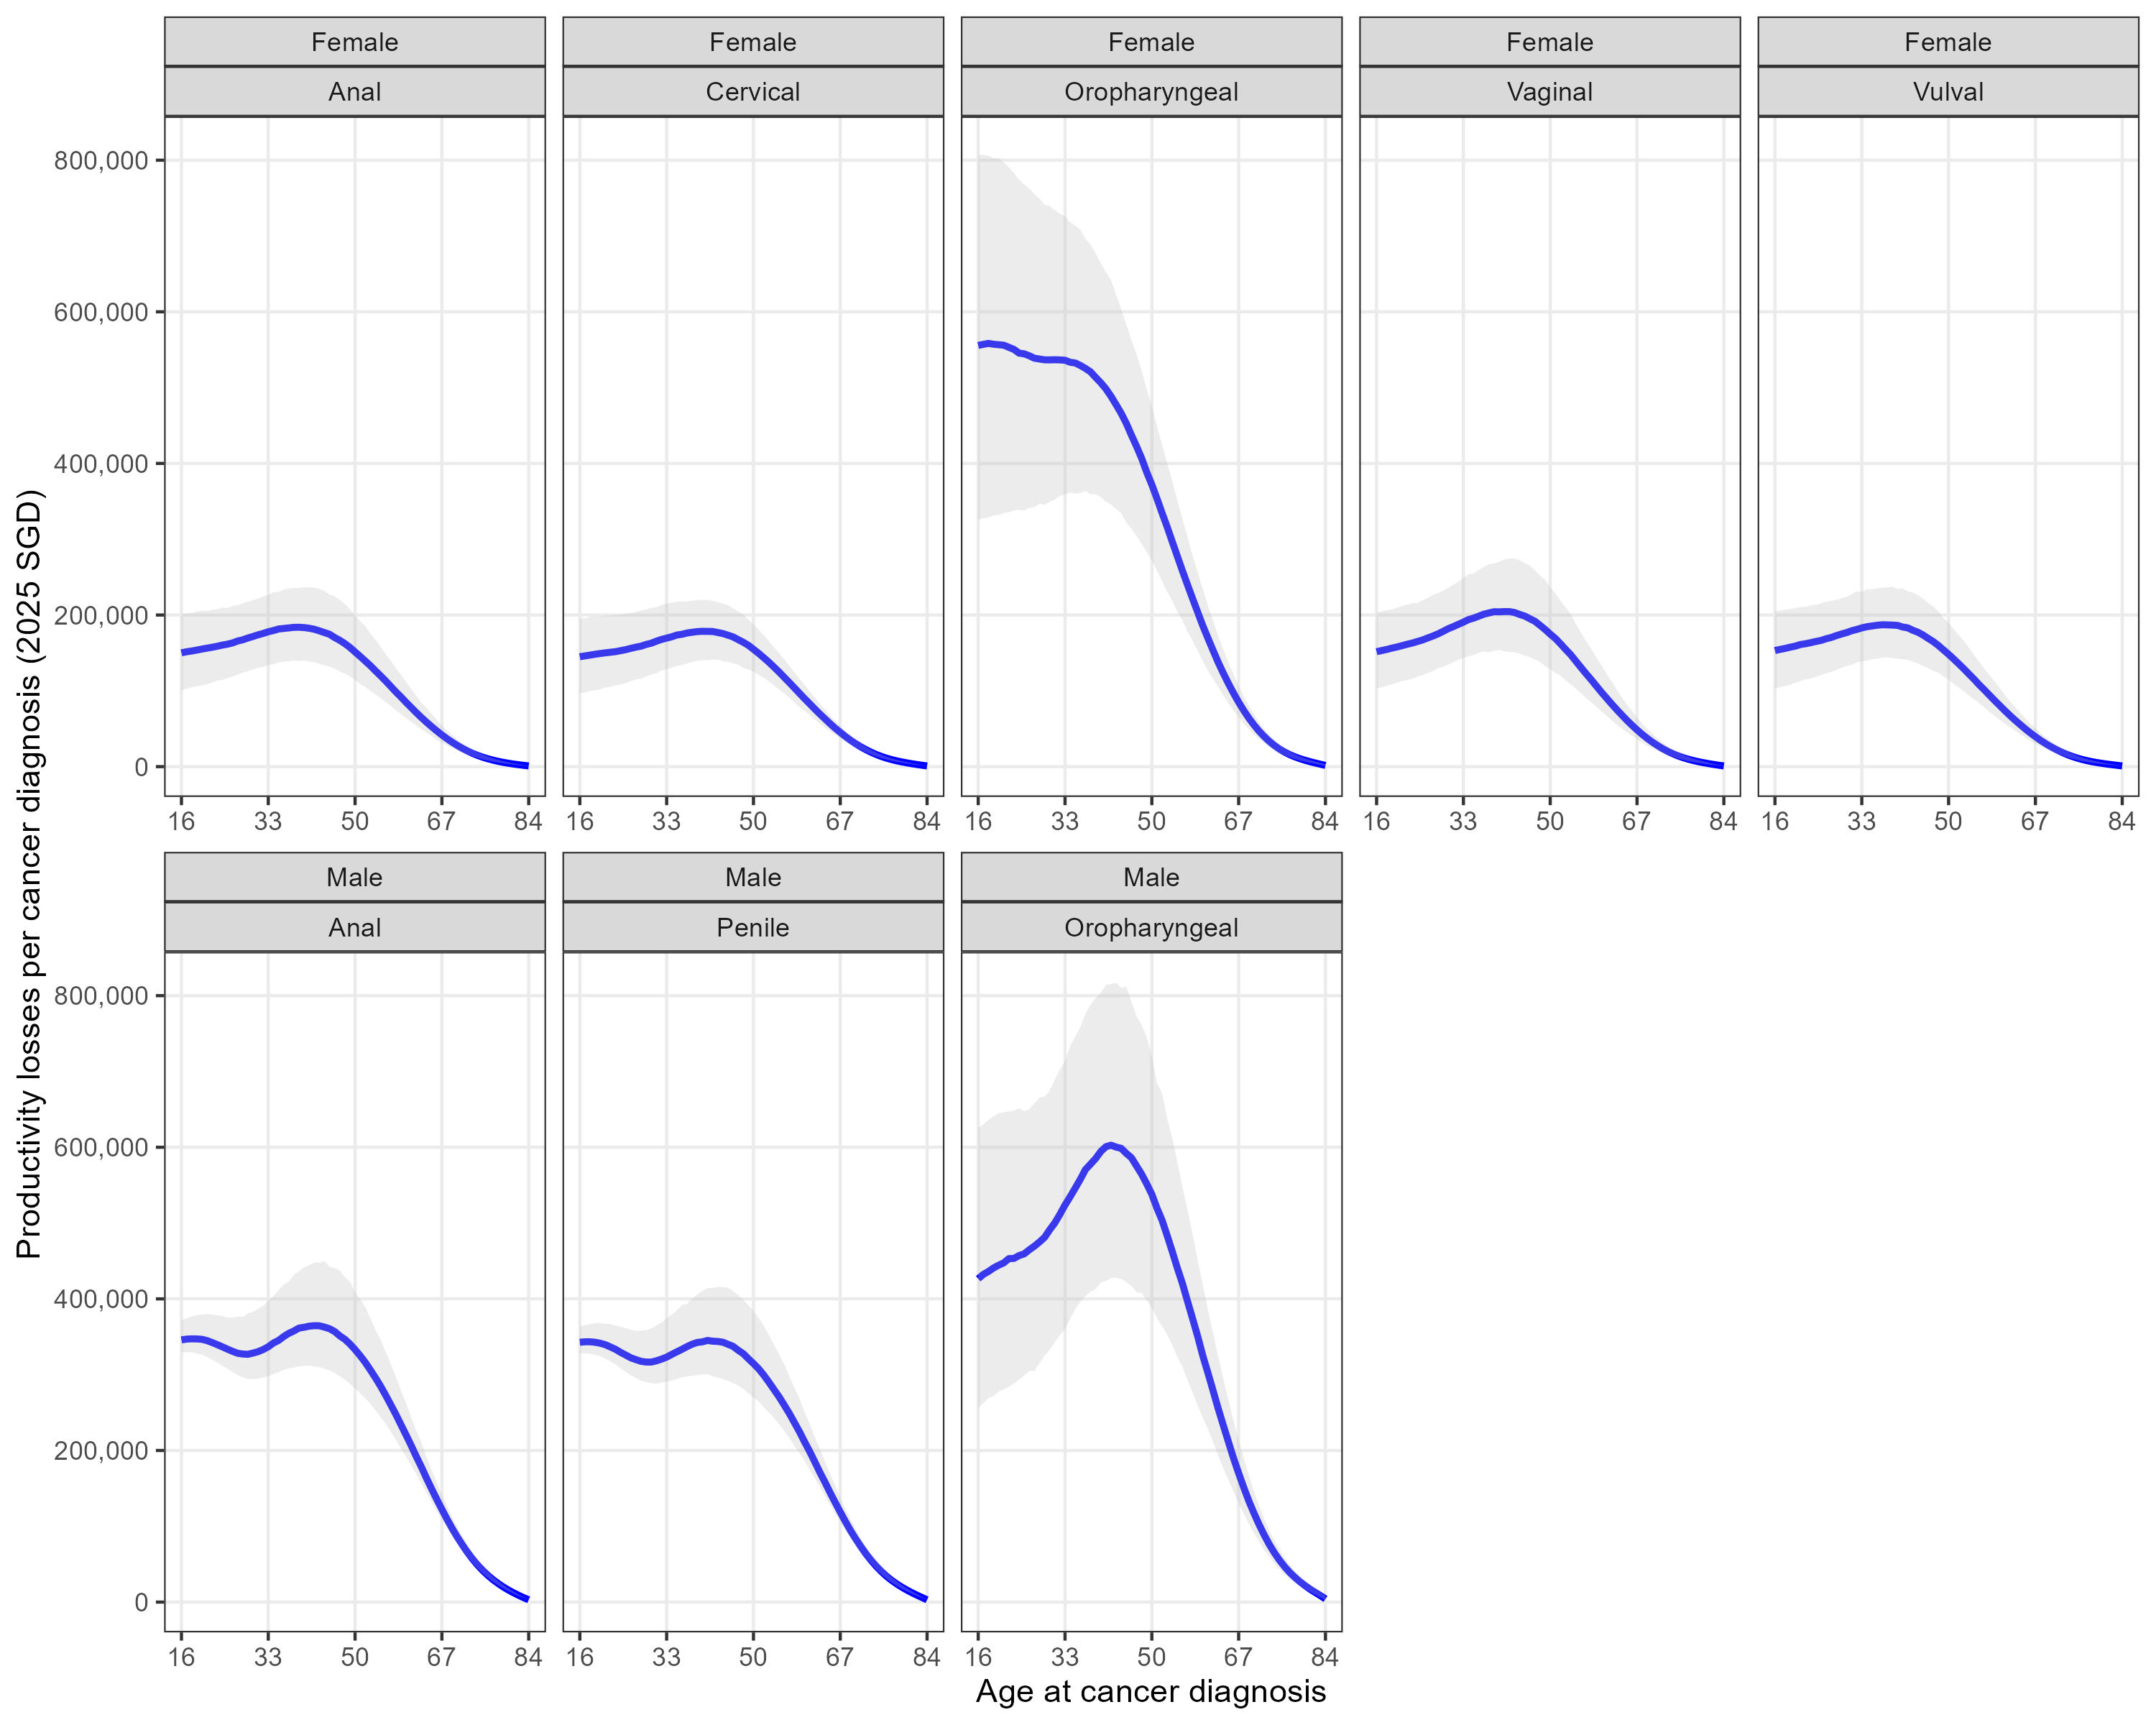 Female Female Female Female Female
Anal Cervical Oropharyngeal Vaginal Vulval
800,000
600,000
400,000
200,000
0
16 33 50 67 84 16 33 50 67 84 16 33 50 67 84 16 33 50 67 84 16 33 50 67 84
Productivity losses per cancer diagnosis (2025 SGD)
Male Male Male
Anal Penile Oropharyngeal
800,000
600,000
400,000
200,000
0
16 33 50 67 84 16 33 50 67 84 16 33 50 67 84
Age at cancer diagnosis